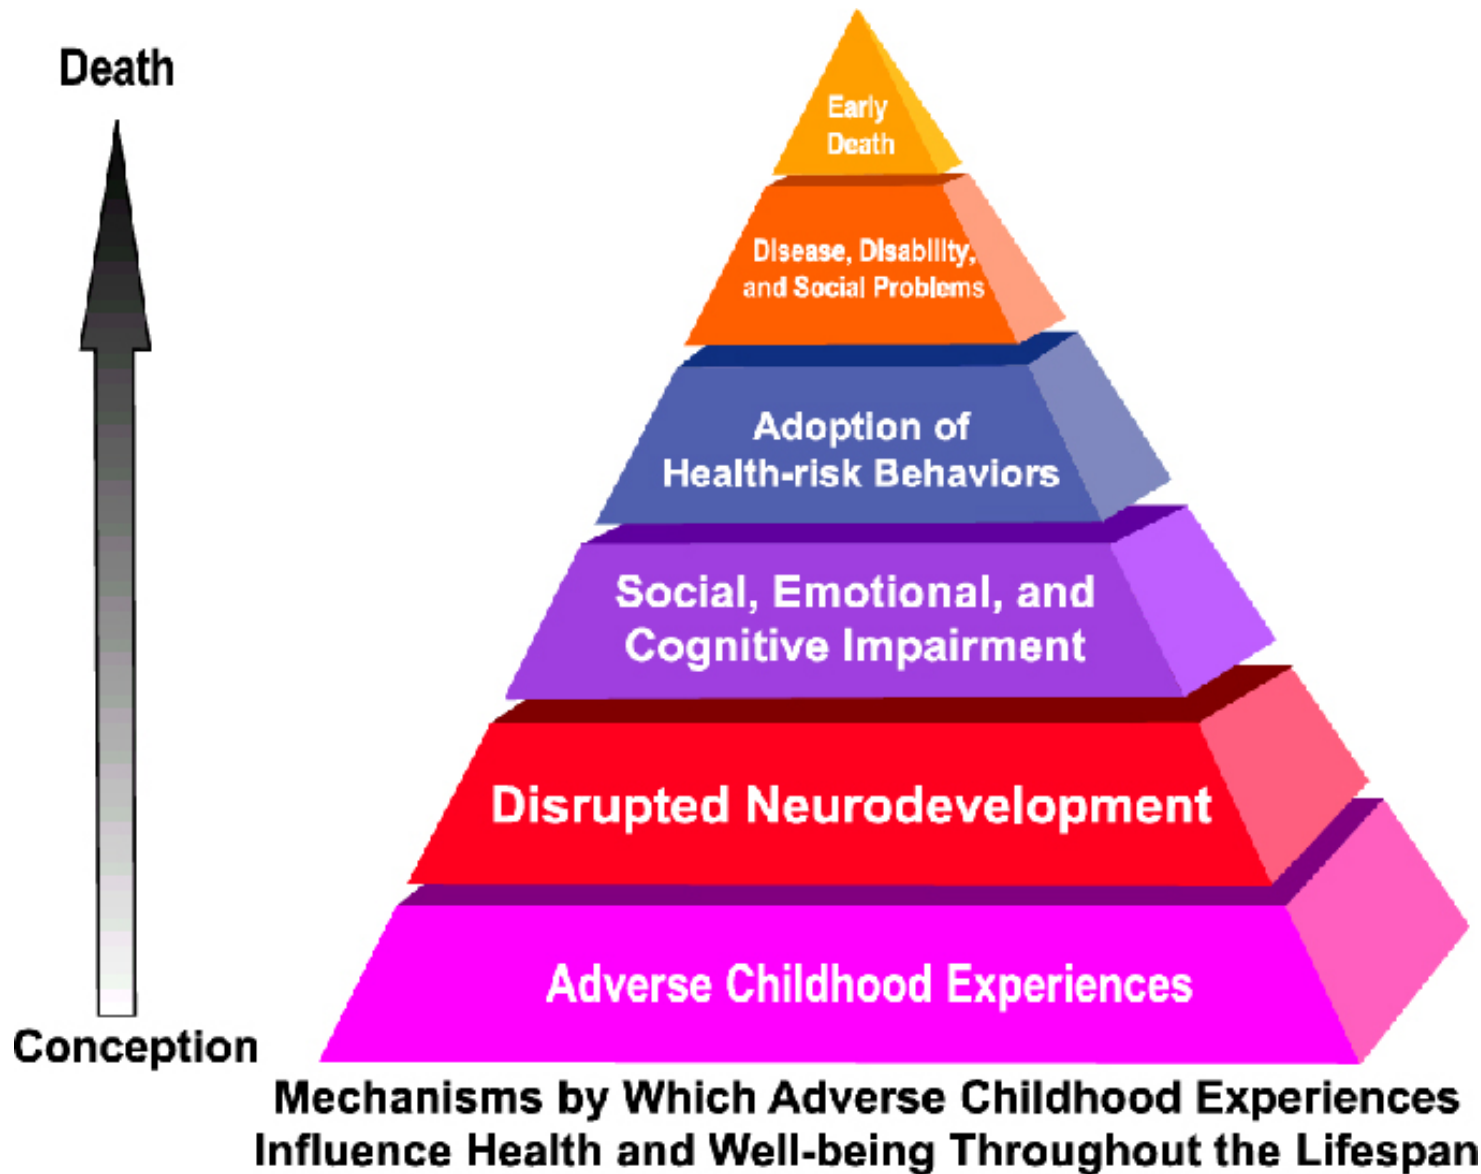 Death
Early
Death
Disease, Disability,
and Social Problems
Adoption of
Health-risk Behaviors
Social, Emotional, and
Cognitive Impairment
Disrupted Neurodevelopment
Adverse Childhood Experiences
Conception
Mechanisms by Which Adverse Childhood Experiences
Influence Health and Well-being Throughout the Lifespan